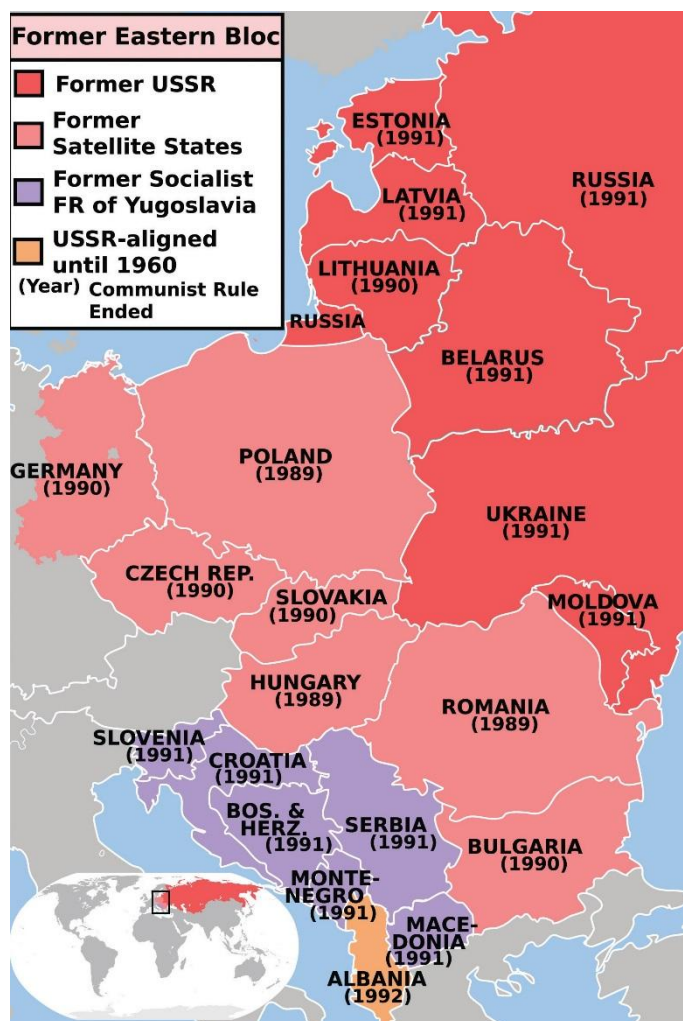 Former Eastern Bloc
Former USSR
Former
Satellite States
Former Socialist
FR of Yugoslavia
USSR-aligned
until 1960
(Year) Communist Rule
Ended
ESTONIA
(1991)
RUSSIA
(1991)
LATVIA
(1991)
LITHUANIA
(1990)
RUSSIA
BELARUS
(1991)
POLAND
(1989)
GERMANY
(1990)
UKRAINE
(1991)
CZECH REP.
(1990)
SLOVAKIA
(1990)
MOLDOVA
(1991)
HUNGARY
(1989)
ROMANIA
(1989)
SLOVENIA
(1991)
CROATIA
(1991)
BOS. &
HERZ.
(1991)
SERBIA
(1991)
BULGARIA
(1990)
MONTE-
NEGRO
(1991)
MACE-
DONIA
(1991)
ALBANIA
(1992)